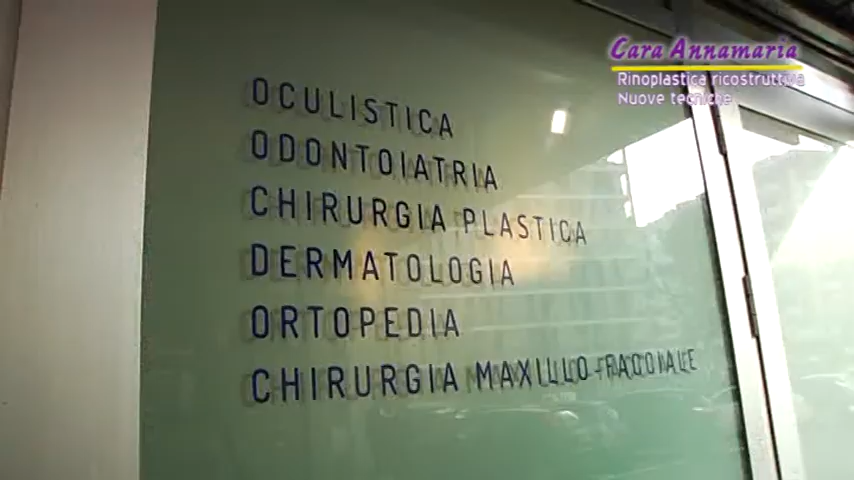 Cara Annamaria
Rinoplastica ricostruttiva
Nuove tecniche
OCULISTICA
ODONTOIATRIA
CHIRURGIA PLASTICA
DERMATOLOGIA
ORTOPEDIA
CHIRURGIA MAXILLO-FACCIALE